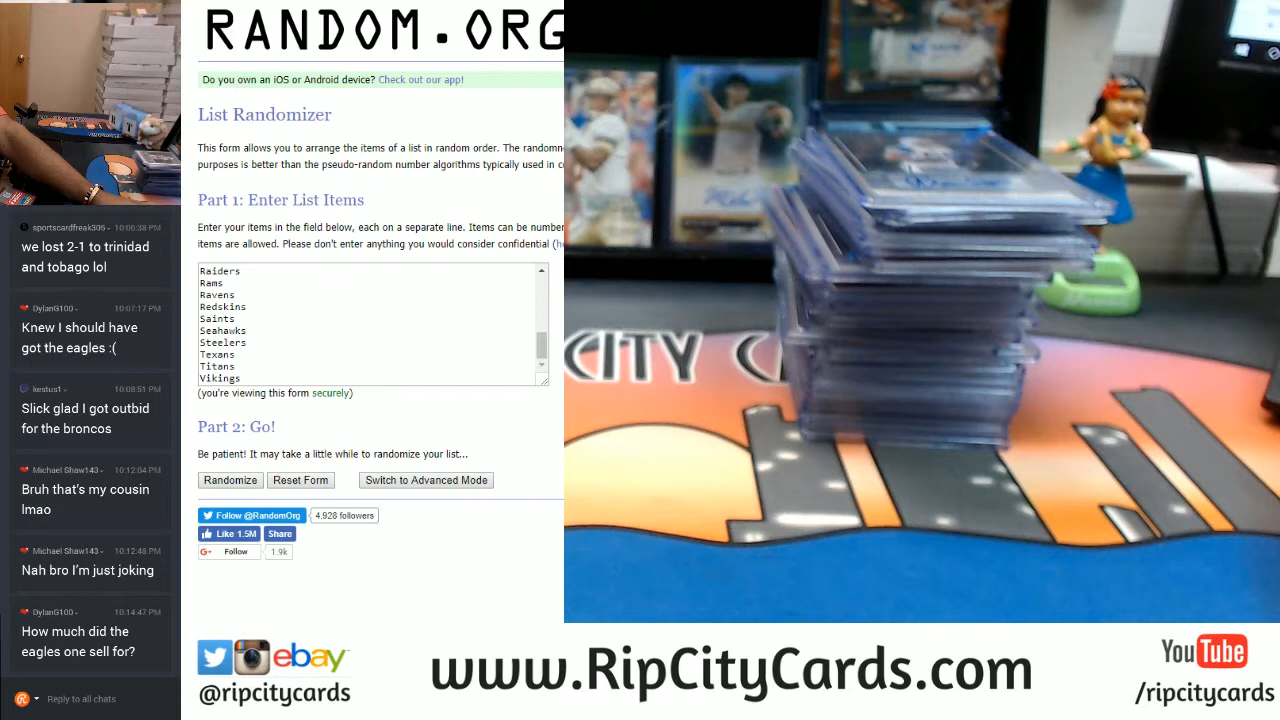 RANDOM.ORG
Do you own an iOS or Android device? Check out our app!
List Randomizer
This form allows you to arrange the items of a list in random order. The randomn
purposes is better than the pseudo-random number algorithms typically used in co
Part 1: Enter List Items
Enter your items in the field below, each on a separate line. Items can be number
items are allowed. Please don't enter anything you would consider confidential (h
Raiders
Rams
Ravens
Redskins
Saints
Seahawks
Steelers
Texans
Titans
Vikings
(you're viewing this form securely)
Part 2: Go!
Be patient! It may take a little while to randomize your list...
Randomize Reset Form Switch to Advanced Mode
Follow @RandomOrg 4,928 followers
Like 1.5M Share
G+ Follow 1.9k
sportscardfreak305 - 10:06:38 PM
we lost 2-1 to trinidad
and tobago lol
DylanG100 - 10:07:17 PM
Knew I should have
got the eagles :(
kestus1 - 10:08:51 PM
Slick glad I got outbid
for the broncos
Michael Shaw143 - 10:12:04 PM
Bruh that's my cousin
lmao
Michael Shaw143 - 10:12:48 PM
Nah bro I'm just joking
DylanG100 - 10:14:47 PM
How much did the
eagles one sell for?
Reply to all chats
CITY C
ebay
@ripcitycards
www.RipCityCards.com
YouTube
/ripcitycards